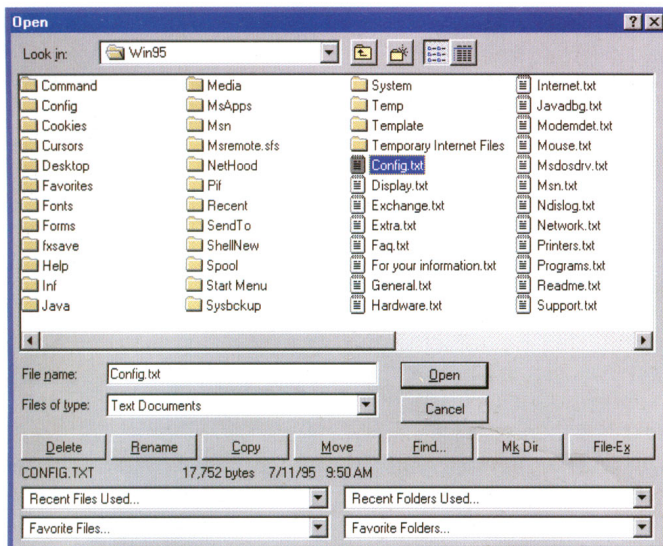 Open
Look in: Win95
Command
Config
Cookies
Cursors
Desktop
Favorites
Fonts
Forms
fxsave
Help
Inf
Java
Media
MsApps
Msn
Msremote.sfs
NetHood
Pif
Recent
SendTo
ShellNew
Spool
Start Menu
Sysbckup
System
Temp
Template
Temporary Internet Files
Config.txt
Display.txt
Exchange.txt
Extra.txt
Faq.txt
For your information.txt
General.txt
Hardware.txt
Internet.txt
Javadbg.txt
Modemdet.txt
Mouse.txt
Msdosdrv.txt
Msn.txt
Ndislog.txt
Network.txt
Printers.txt
Programs.txt
Readme.txt
Support.txt
File name: Config.txt Open
Files of type: Text Documents Cancel
Delete Rename Copy Move Find... Mk Dir File-Ex
CONFIG.TXT 17,752 bytes 7/11/95 9:50 AM
Recent Files Used... Recent Folders Used...
Favorite Files... Favorite Folders...